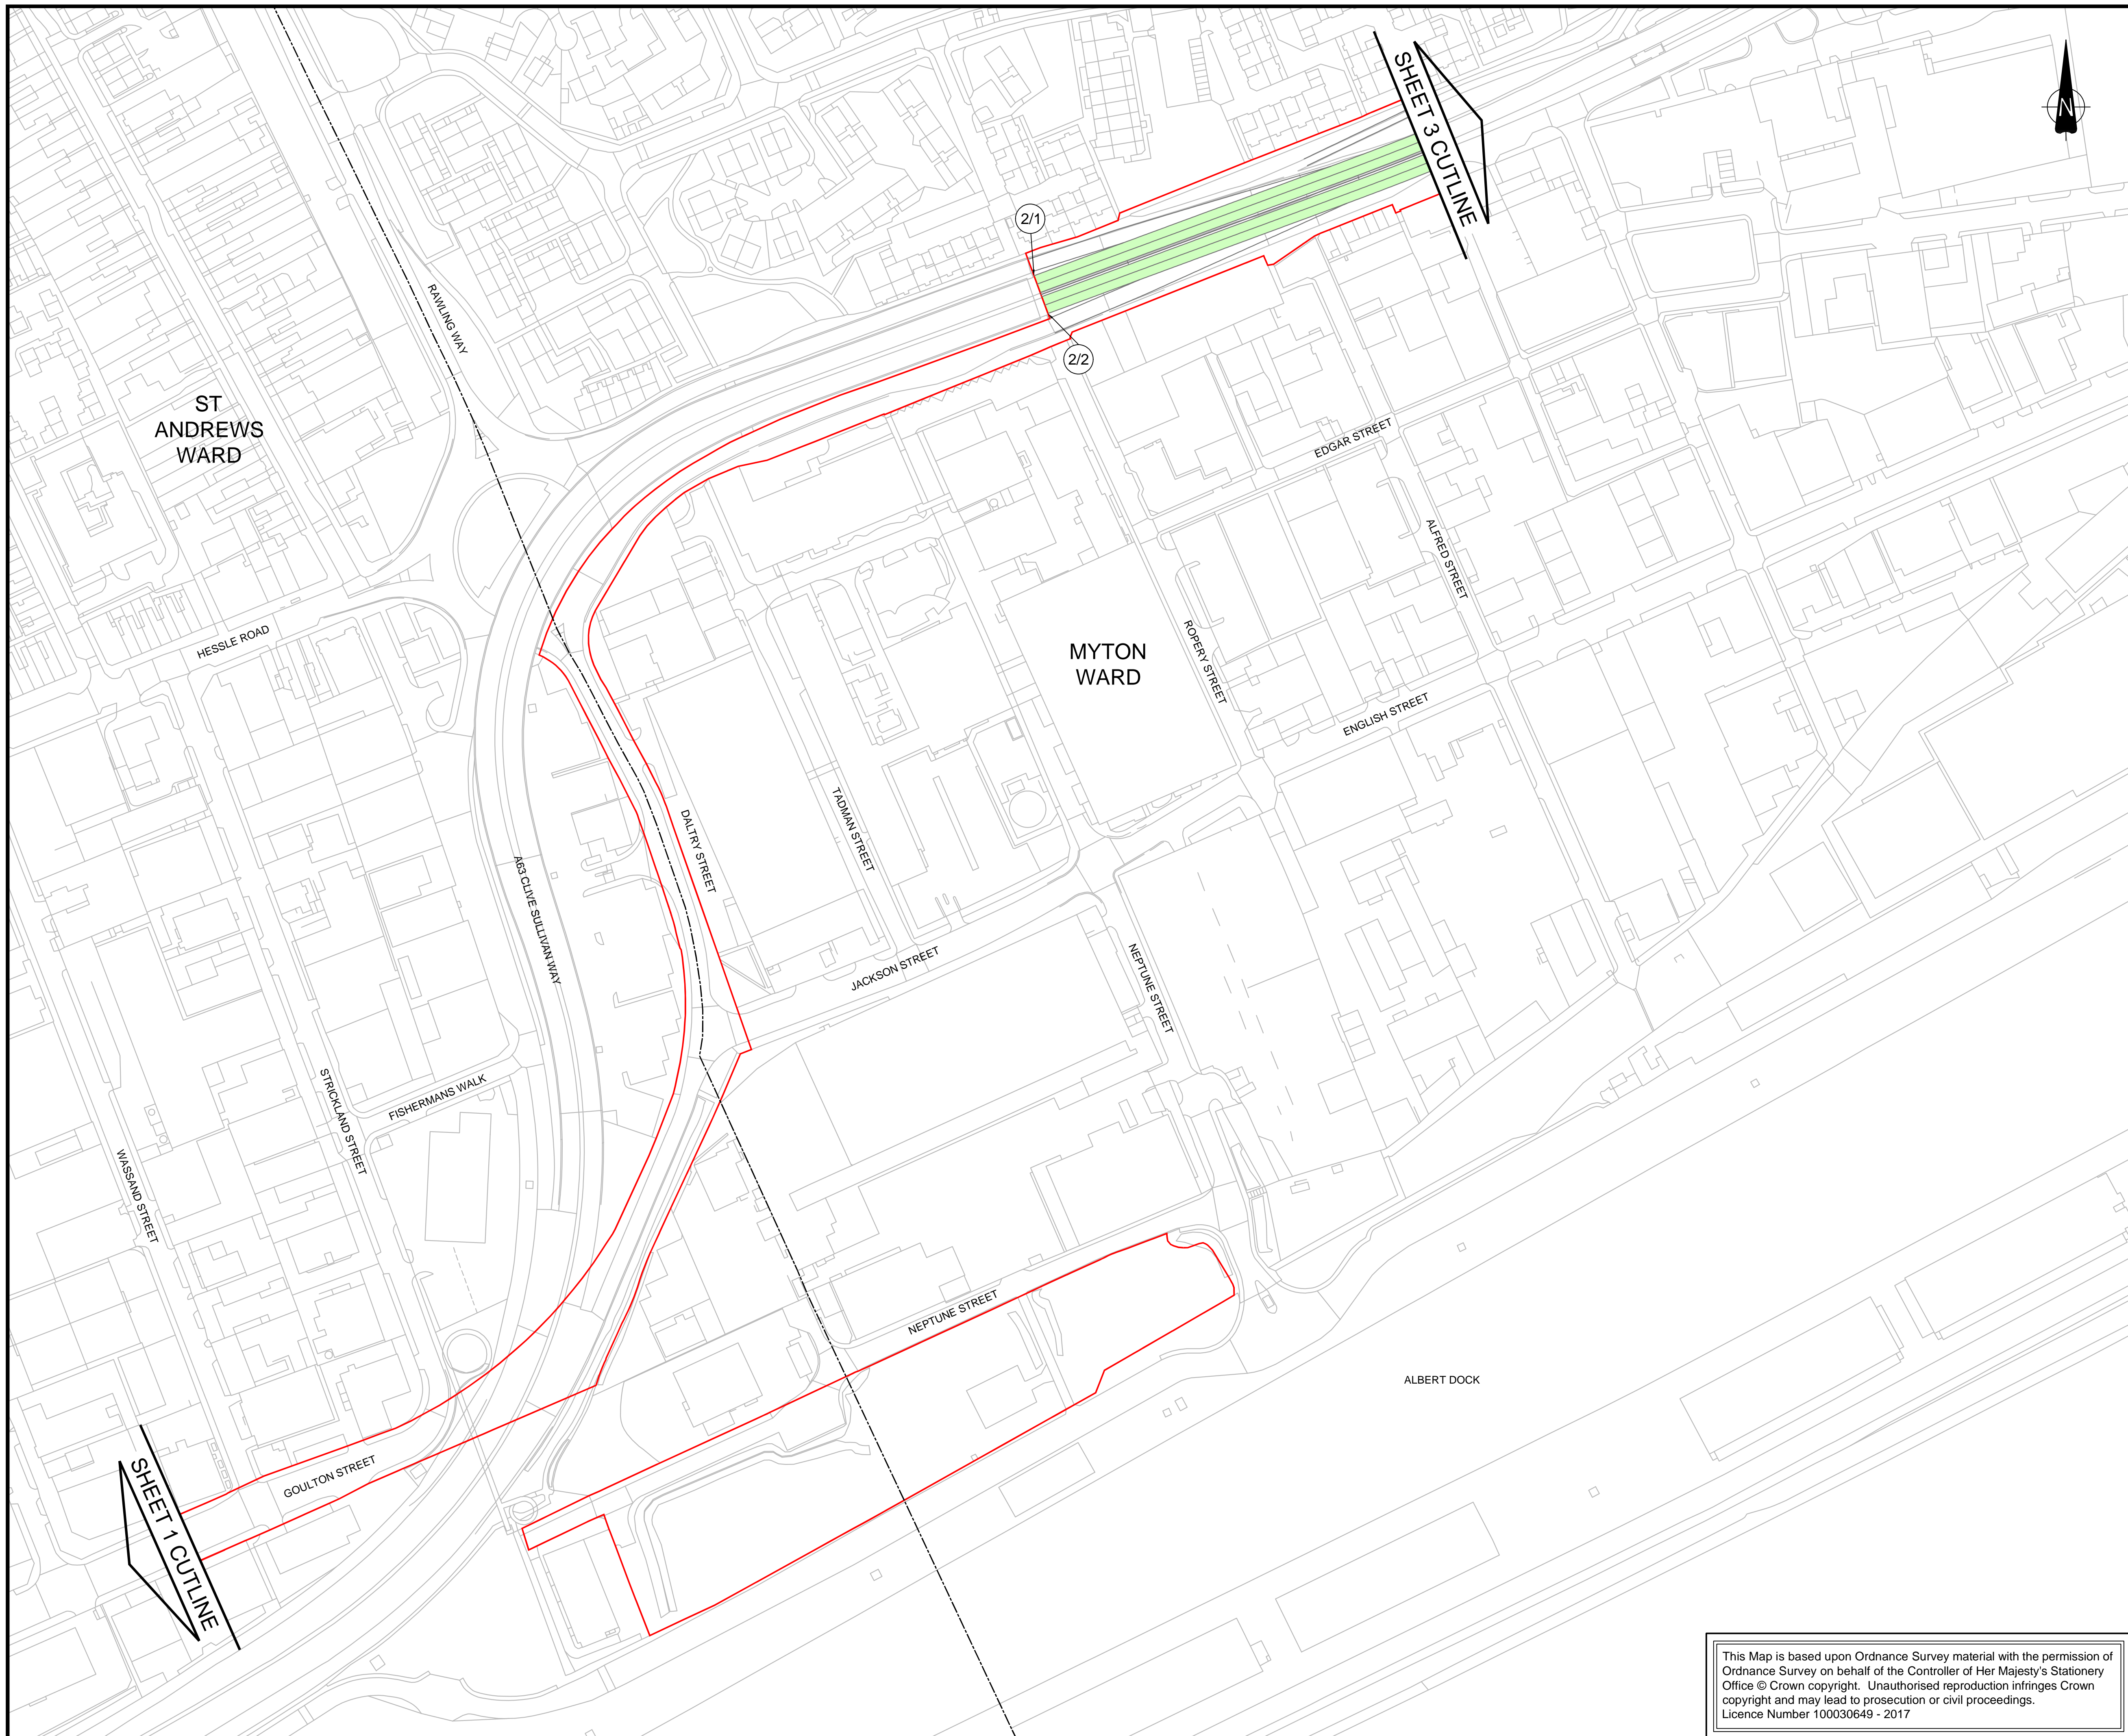 SHEET 3 CUTLINE
N
2/1
2/2
RAWLING WAY
ST
ANDREWS
WARD
EDGAR STREET
ALFRED STREET
HESSLE ROAD
MYTON
WARD
ROPERY STREET
ENGLISH STREET
TADMAN STREET
DALTRY STREET
A63 CLIVE SULLIVAN WAY
JACKSON STREET
NEPTUNE STREET
STRICKLAND STREET
FISHERMANS WALK
WASSAND STREET
NEPTUNE STREET
ALBERT DOCK
GOULTON STREET
SHEET 1 CUTLINE
This Map is based upon Ordnance Survey material with the permission of
Ordnance Survey on behalf of the Controller of Her Majesty's Stationery
Office © Crown copyright. Unauthorised reproduction infringes Crown
copyright and may lead to prosecution or civil proceedings.
Licence Number 100030649 - 2017